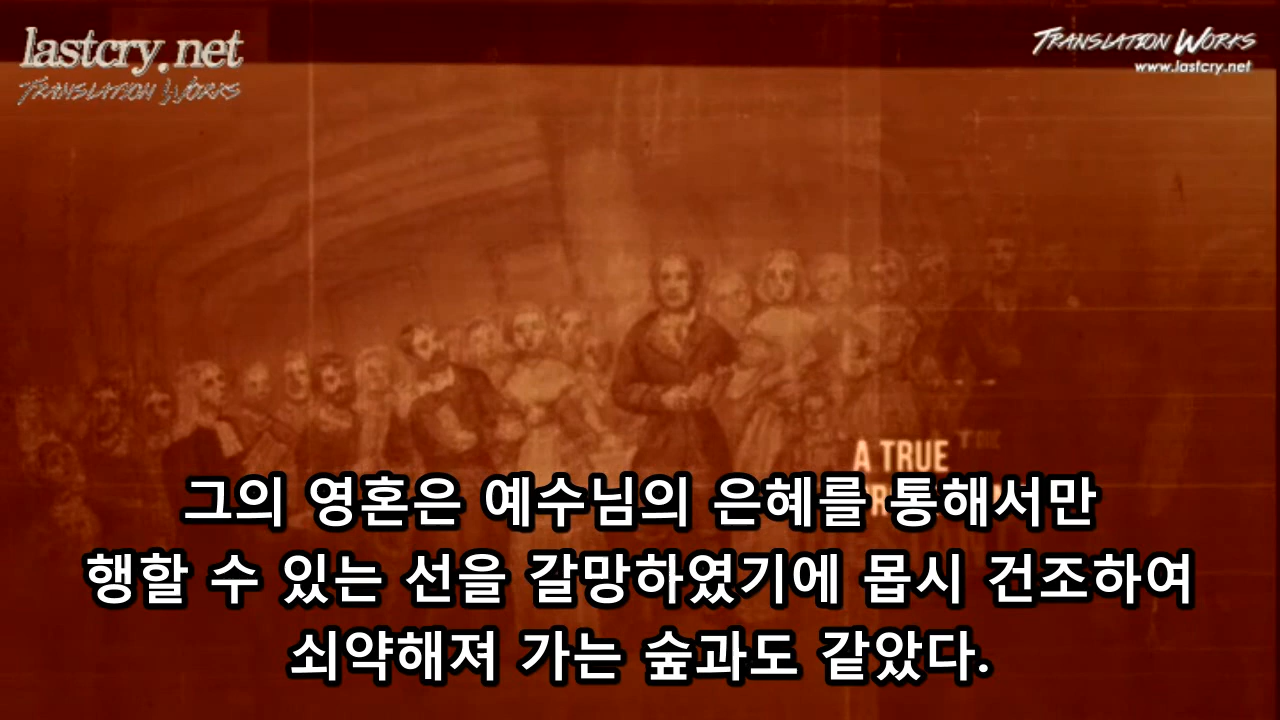 lastcry.net
TRANSLATION WORKS
TRANSLATION WORKS
www.lastcry.net
A TRUE
그의 영혼은 예수님의 은혜를 통해서만
행할 수 있는 선을 갈망하였기에 몹시 건조하여
쇠약해져 가는 숲과도 같았다.